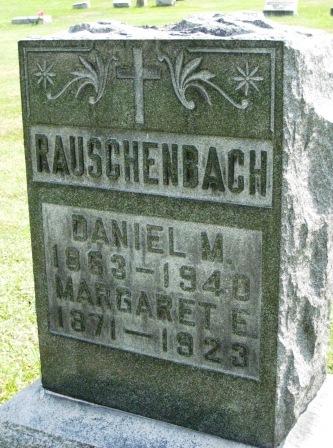 RAUSCHENBACH
DANIEL M.
1863–1940
MARGARET E.
1871–1923